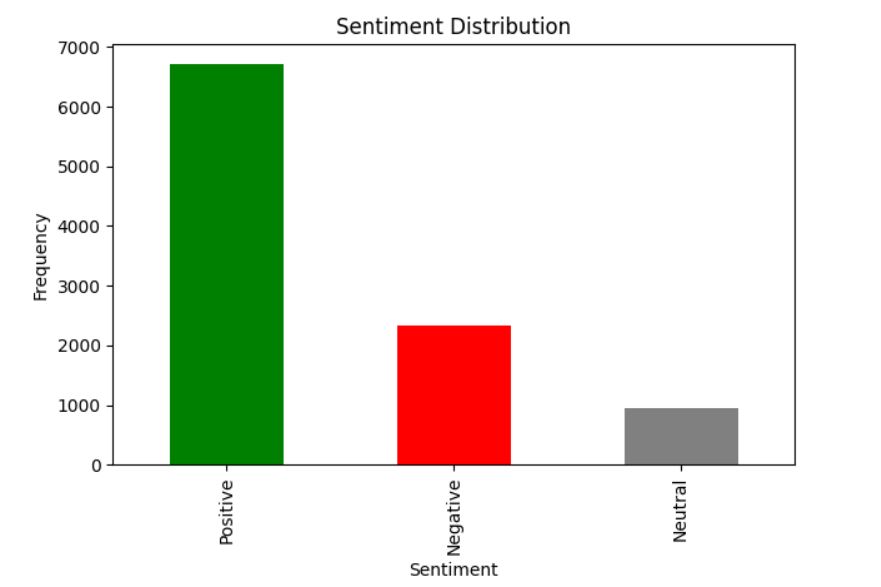 Sentiment Distribution
7000
6000
5000
4000
3000
2000
1000
0
Frequency
Positive
Negative
Neutral
Sentiment